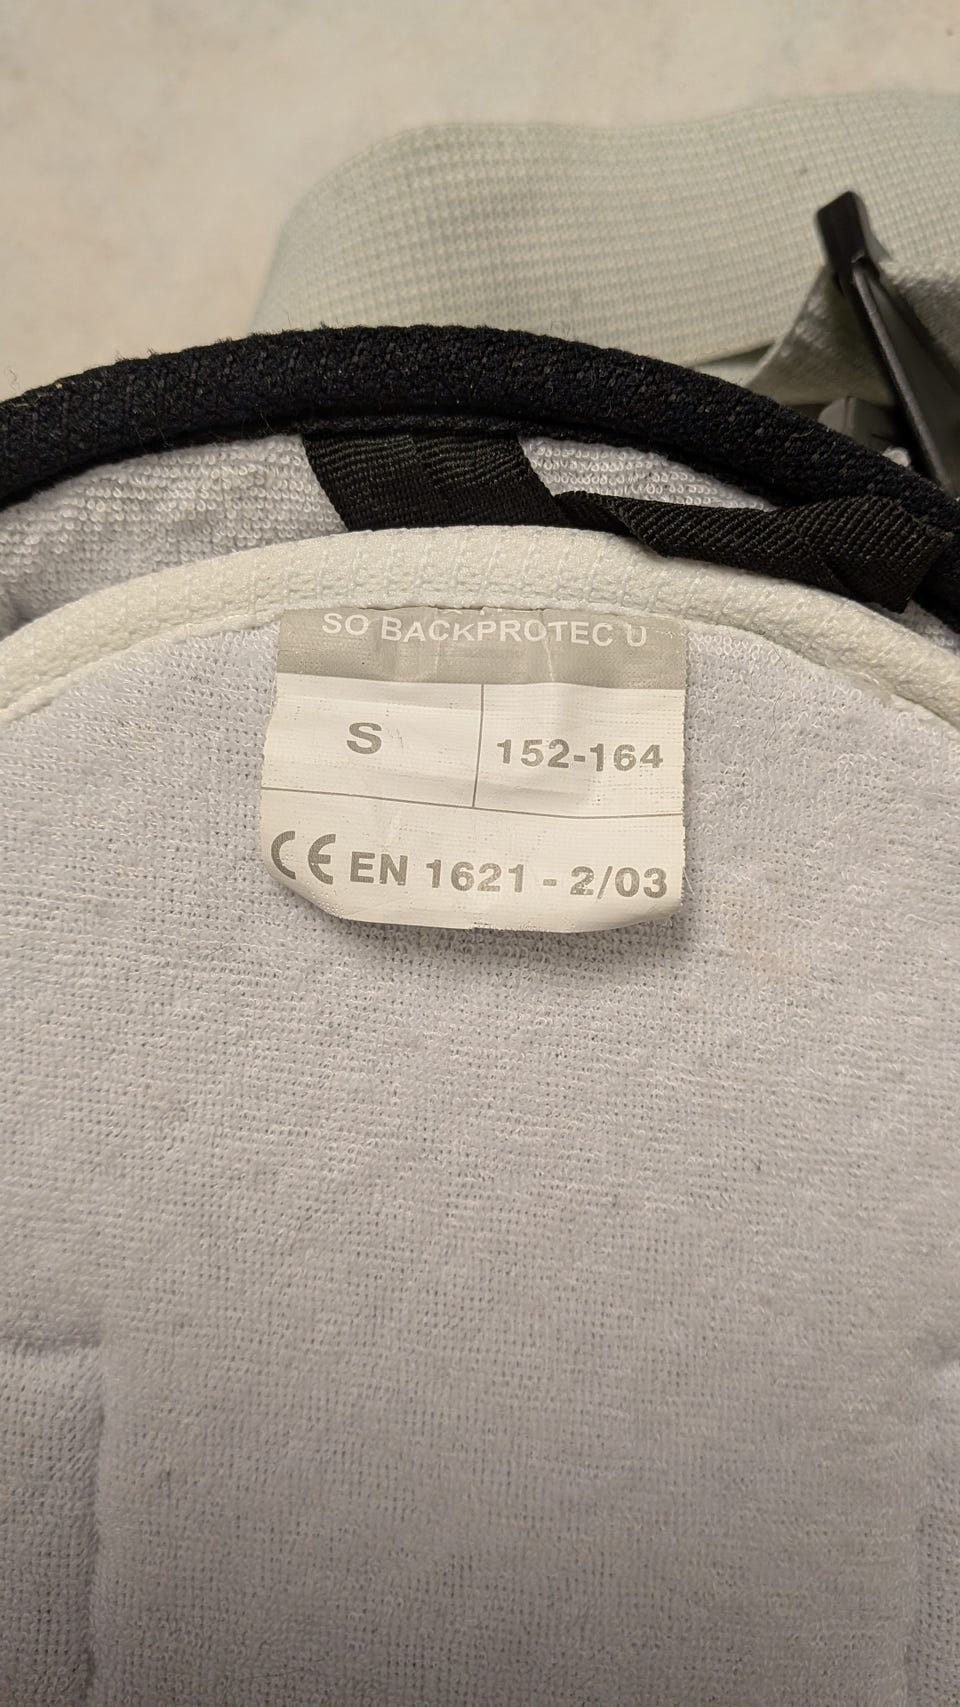 SO BACKPROTEC U
S
152-164
CE EN 1621 - 2/03